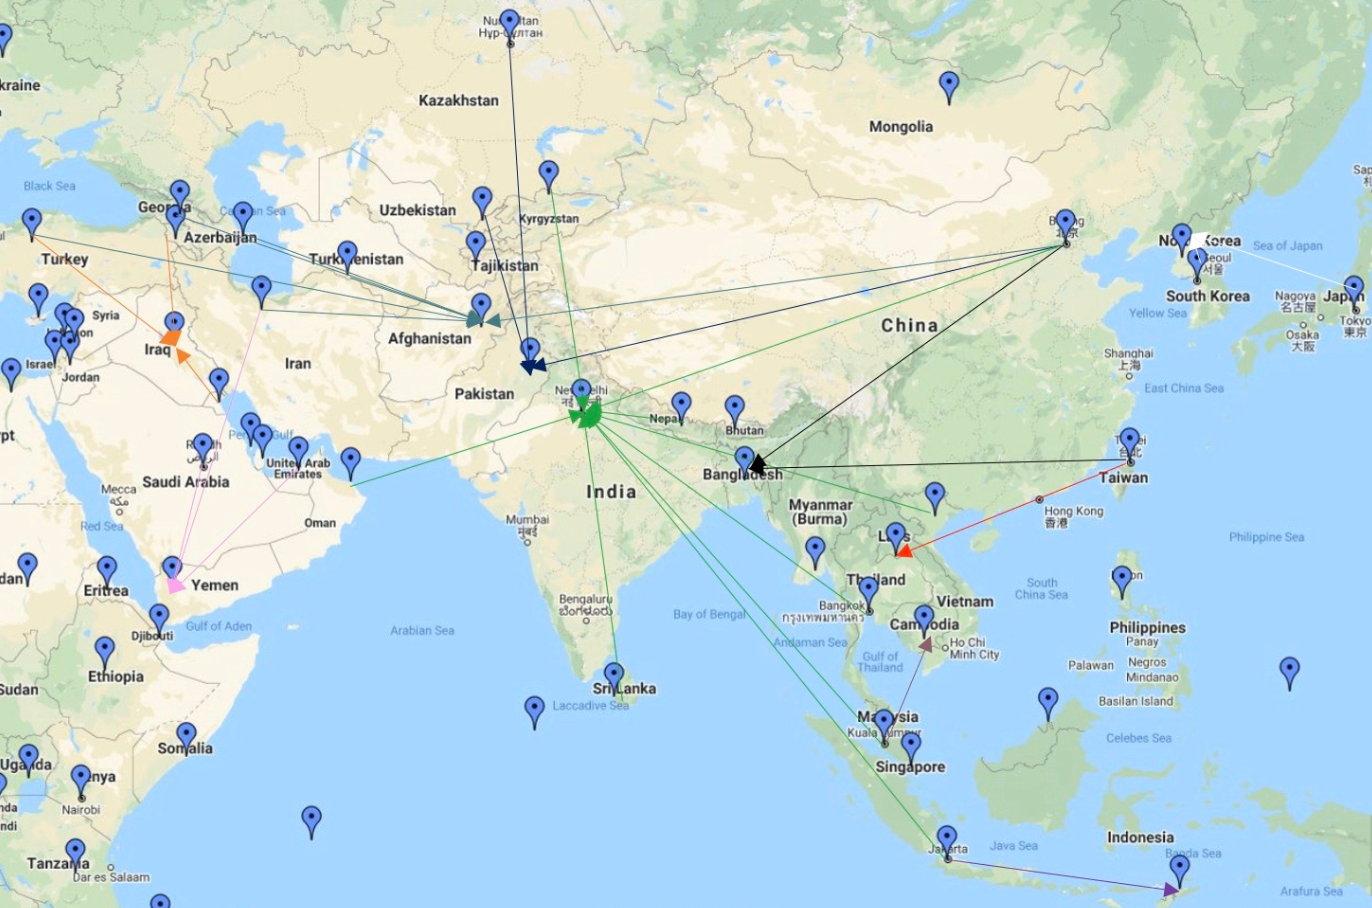 Nur-Sultan
Нұр-Сұлтан
kraine
Kazakhstan
Mongolia
Black Sea
Georgia
Caspian Sea
Uzbekistan
Kyrgyzstan
Azerbaijan
Turkey
Turkmenistan
Tajikistan
Beijing
北京
North Korea
Sea of Japan
Seoul
서울
South Korea
Japan
Tokyo
東京
Nagoya
名古屋
Osaka
大阪
Yellow Sea
Syria
Lebanon
Iraq
Israel
Jordan
Iran
Afghanistan
China
Shanghai
上海
East China Sea
Pakistan
New Delhi
नई दिल्ली
Nepal
Bhutan
Persian Gulf
Riyadh
الرياض
United Arab
Emirates
Bangladesh
Taipei
台北
Taiwan
Saudi Arabia
India
Mecca
مكة
Myanmar
(Burma)
Hong Kong
香港
Oman
Mumbai
मुंबई
Red Sea
Laos
Philippine Sea
Eritrea
Yemen
Thailand
South
China Sea
Bengaluru
ಬೆಂಗಳೂರು
Bangkok
กรุงเทพมหานคร
Vietnam
Cambodia
Djibouti
Gulf of Aden
Arabian Sea
Bay of Bengal
Andaman Sea
Gulf of
Thailand
Ho Chi
Minh City
Philippines
Panay
Palawan
Negros
Mindanao
Basilan Island
Ethiopia
Sudan
Sri Lanka
Laccadive Sea
Malaysia
Kuala Lumpur
Singapore
Celebes Sea
Somalia
Uganda
Kenya
Nairobi
Indonesia
Jakarta
Java Sea
Banda Sea
Tanzania
Dar es Salaam
Arafura Sea